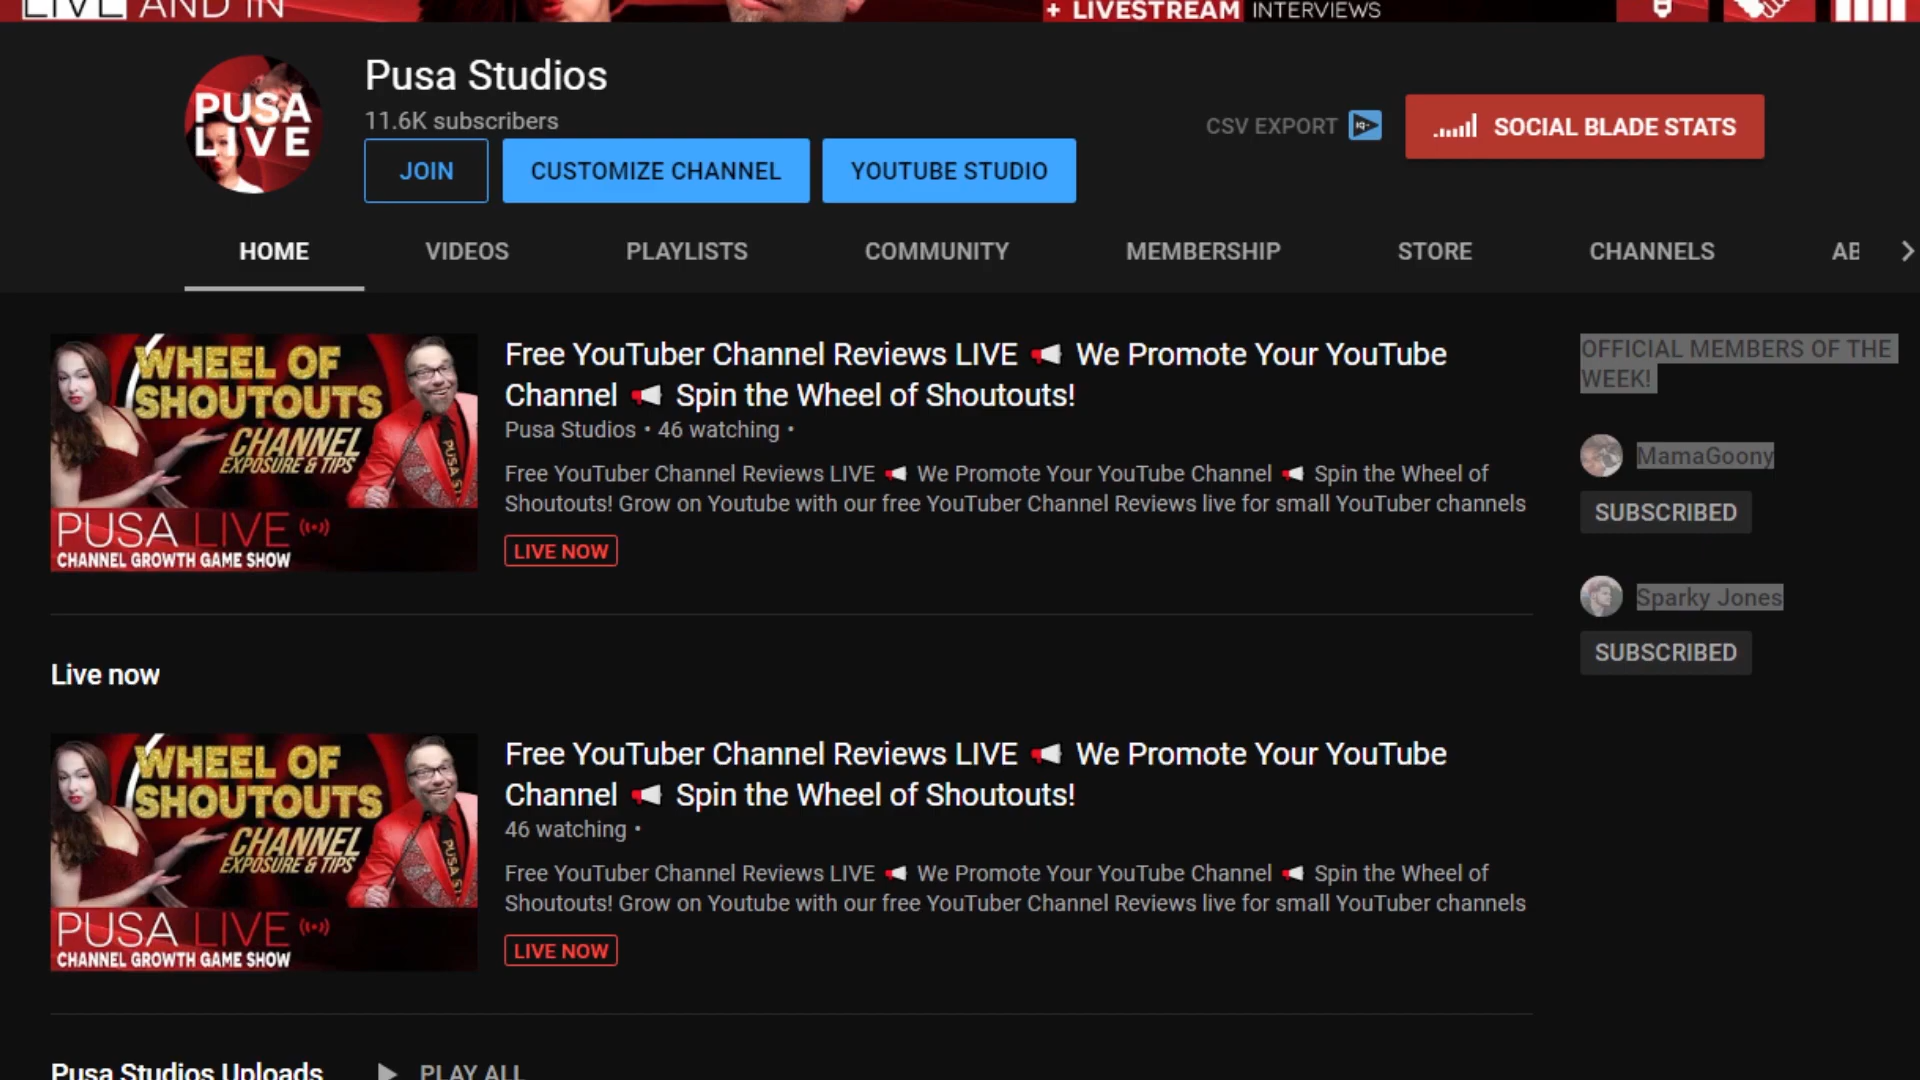 LIVE AND IN
+ LIVESTREAM INTERVIEWS
PUSA
LIVE
Pusa Studios
11.6K subscribers
JOIN
CUSTOMIZE CHANNEL
YOUTUBE STUDIO
CSV EXPORT
SOCIAL BLADE STATS
HOME
VIDEOS
PLAYLISTS
COMMUNITY
MEMBERSHIP
STORE
CHANNELS
AB
WHEEL OF
SHOUTOUTS
CHANNEL
EXPOSURE & TIPS
PUSA LIVE
CHANNEL GROWTH GAME SHOW
Free YouTuber Channel Reviews LIVE 📢 We Promote Your YouTube
Channel 📢 Spin the Wheel of Shoutouts!
Pusa Studios • 46 watching •
Free YouTuber Channel Reviews LIVE 📢 We Promote Your YouTube Channel 📢 Spin the Wheel of
Shoutouts! Grow on Youtube with our free YouTuber Channel Reviews live for small YouTuber channels
LIVE NOW
OFFICIAL MEMBERS OF THE
WEEK!
MamaGoony
SUBSCRIBED
Sparky Jones
SUBSCRIBED
Live now
WHEEL OF
SHOUTOUTS
CHANNEL
EXPOSURE & TIPS
PUSA LIVE
CHANNEL GROWTH GAME SHOW
Free YouTuber Channel Reviews LIVE 📢 We Promote Your YouTube
Channel 📢 Spin the Wheel of Shoutouts!
46 watching •
Free YouTuber Channel Reviews LIVE 📢 We Promote Your YouTube Channel 📢 Spin the Wheel of
Shoutouts! Grow on Youtube with our free YouTuber Channel Reviews live for small YouTuber channels
LIVE NOW
Pusa Studios Uploads
PLAY ALL